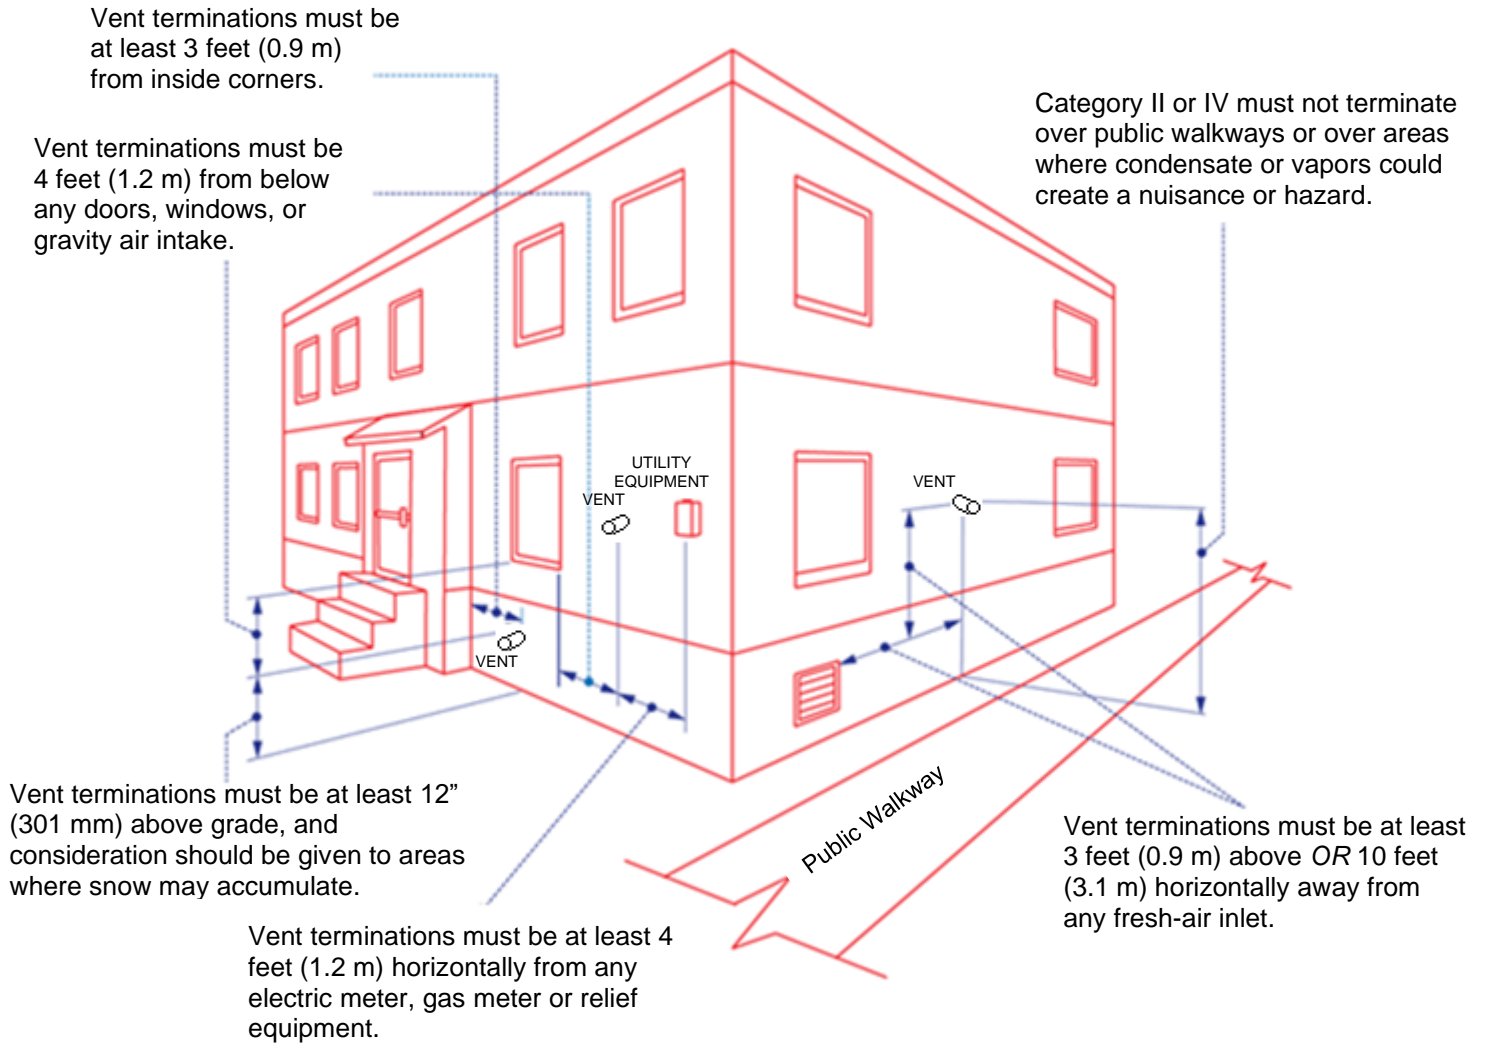 Vent terminations must be
at least 3 feet (0.9 m)
from inside corners.
Vent terminations must be
4 feet (1.2 m) from below
any doors, windows, or
gravity air intake.
Category II or IV must not terminate
over public walkways or over areas
where condensate or vapors could
create a nuisance or hazard.
UTILITY
EQUIPMENT
VENT
VENT
VENT
Public Walkway
Vent terminations must be at least 12”
(301 mm) above grade, and
consideration should be given to areas
where snow may accumulate.
Vent terminations must be at least
3 feet (0.9 m) above OR 10 feet
(3.1 m) horizontally away from
any fresh-air inlet.
Vent terminations must be at least 4
feet (1.2 m) horizontally from any
electric meter, gas meter or relief
equipment.